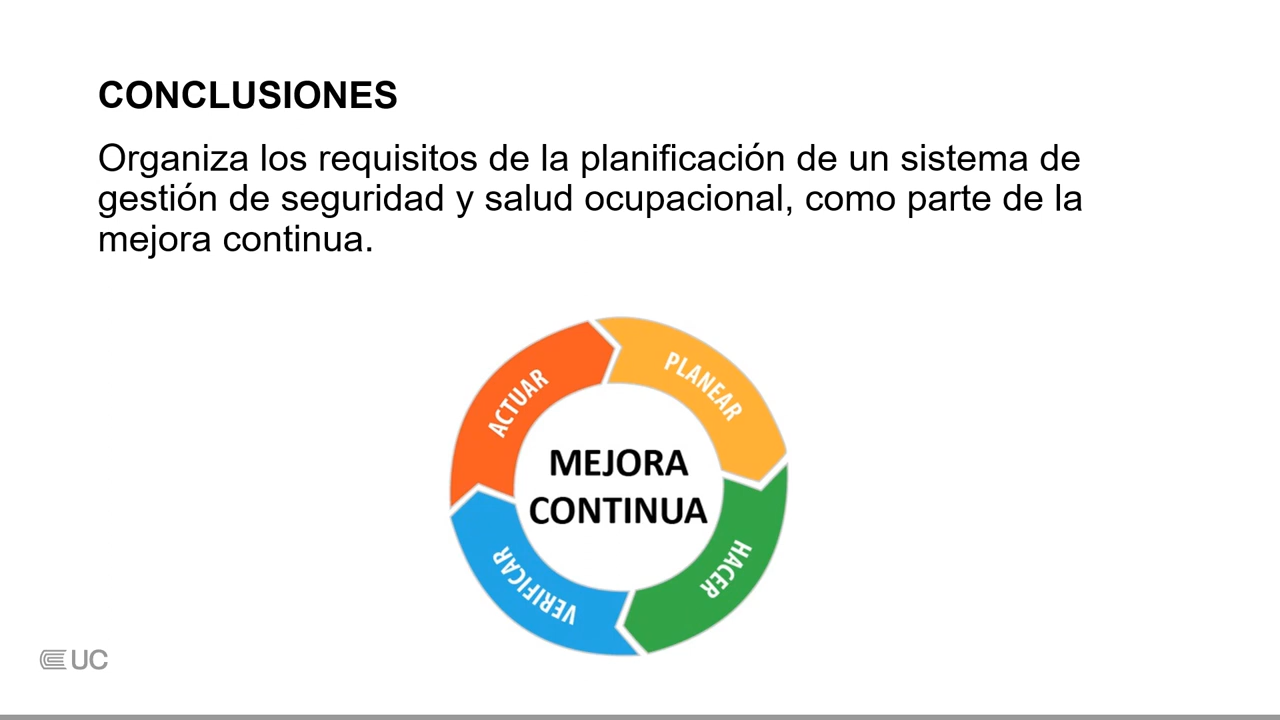 CONCLUSIONES
Organiza los requisitos de la planificación de un sistema de
gestión de seguridad y salud ocupacional, como parte de la
mejora continua.
ACTUAR
PLANEAR
MEJORA
CONTINUA
VERIFICAR
HACER
UC